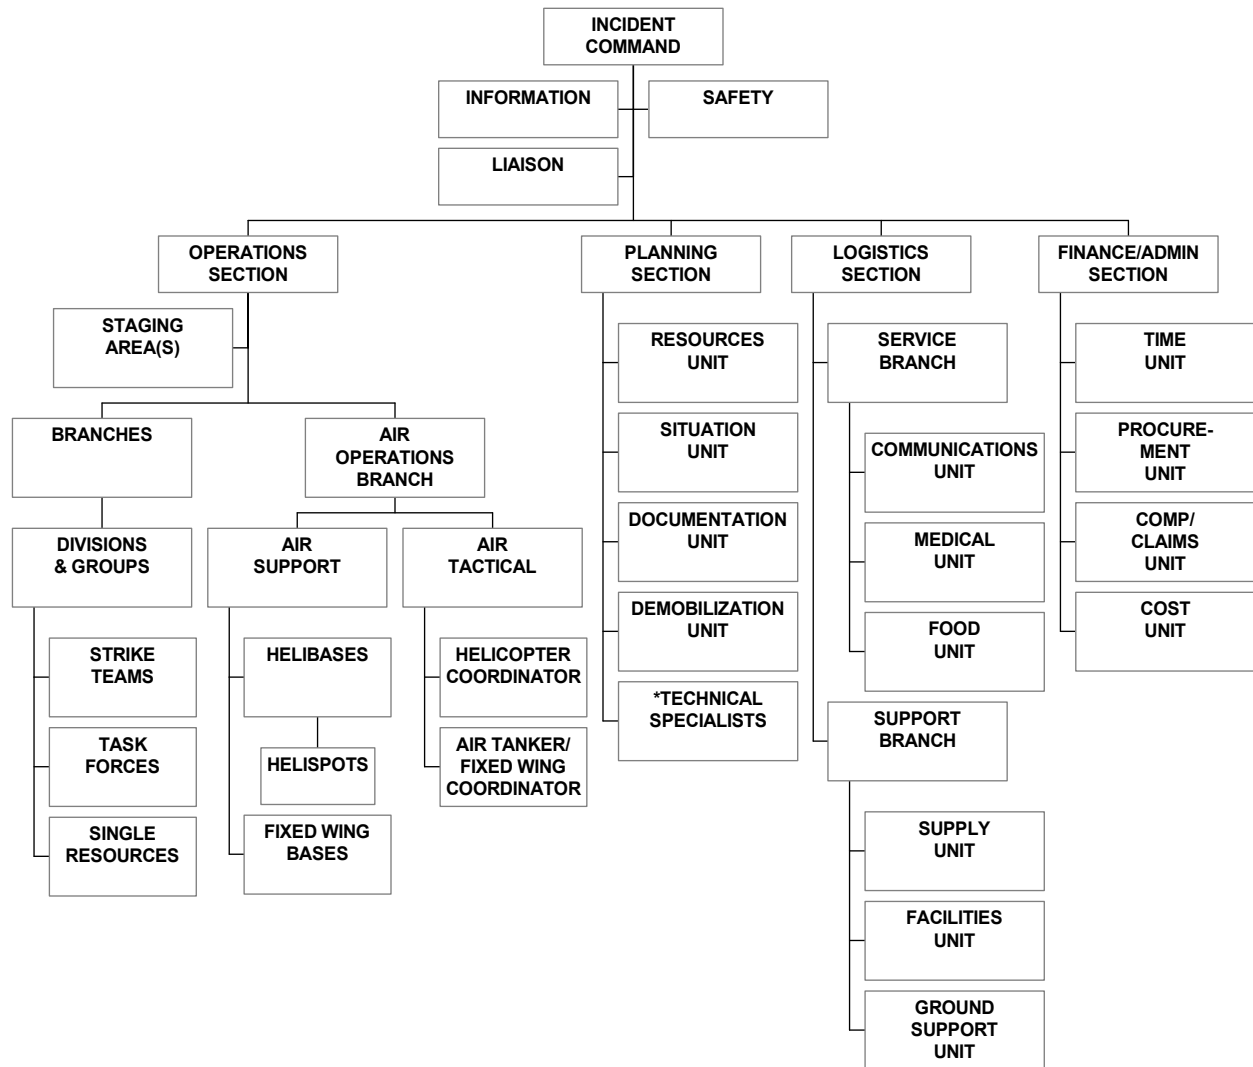 INCIDENT
COMMAND
INFORMATION
SAFETY
LIAISON
OPERATIONS
SECTION
PLANNING
SECTION
LOGISTICS
SECTION
FINANCE/ADMIN
SECTION
STAGING
AREA(S)
BRANCHES
AIR
OPERATIONS
BRANCH
DIVISIONS
& GROUPS
AIR
SUPPORT
AIR
TACTICAL
STRIKE
TEAMS
TASK
FORCES
SINGLE
RESOURCES
HELIBASES
HELISPOTS
FIXED WING
BASES
HELICOPTER
COORDINATOR
AIR TANKER/
FIXED WING
COORDINATOR
RESOURCES
UNIT
SITUATION
UNIT
DOCUMENTATION
UNIT
DEMOBILIZATION
UNIT
*TECHNICAL
SPECIALISTS
SERVICE
BRANCH
COMMUNICATIONS
UNIT
MEDICAL
UNIT
FOOD
UNIT
SUPPORT
BRANCH
SUPPLY
UNIT
FACILITIES
UNIT
GROUND
SUPPORT
UNIT
TIME
UNIT
PROCURE-
MENT
UNIT
COMP/
CLAIMS
UNIT
COST
UNIT